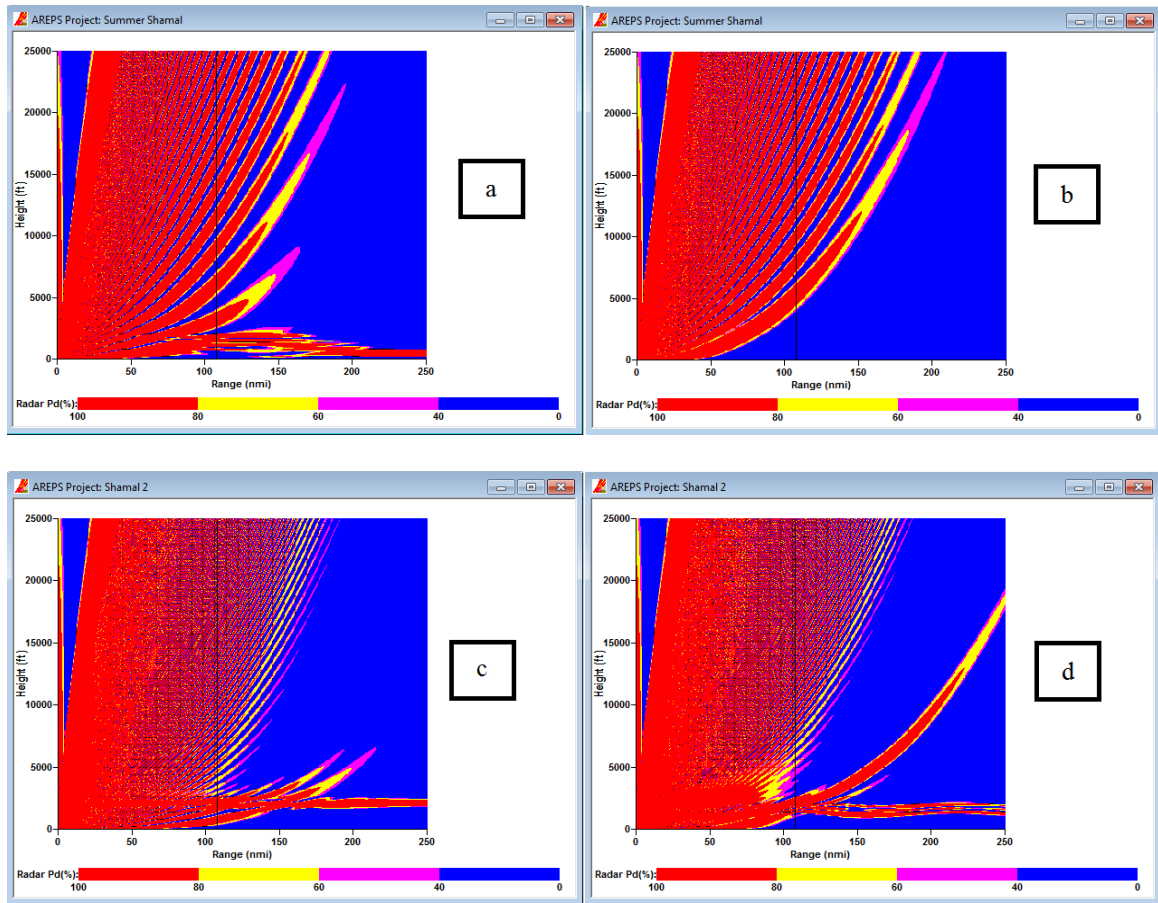 AREPS Project: Summer Shamal
25000
20000
15000
10000
5000
0
Height (ft)
0 50 100 150 200 250
Range (nmi)
Radar Pd(%):
100 80 60 40 0
a
AREPS Project: Summer Shamal
25000
20000
15000
10000
5000
0
Height (ft)
0 50 100 150 200 250
Range (nmi)
Radar Pd(%):
100 80 60 40 0
b
AREPS Project: Shamal 2
25000
20000
15000
10000
5000
0
Height (ft)
0 50 100 150 200 250
Range (nmi)
Radar Pd(%):
100 80 60 40 0
c
AREPS Project: Shamal 2
25000
20000
15000
10000
5000
0
Height (ft)
0 50 100 150 200 250
Range (nmi)
Radar Pd(%):
100 80 60 40 0
d